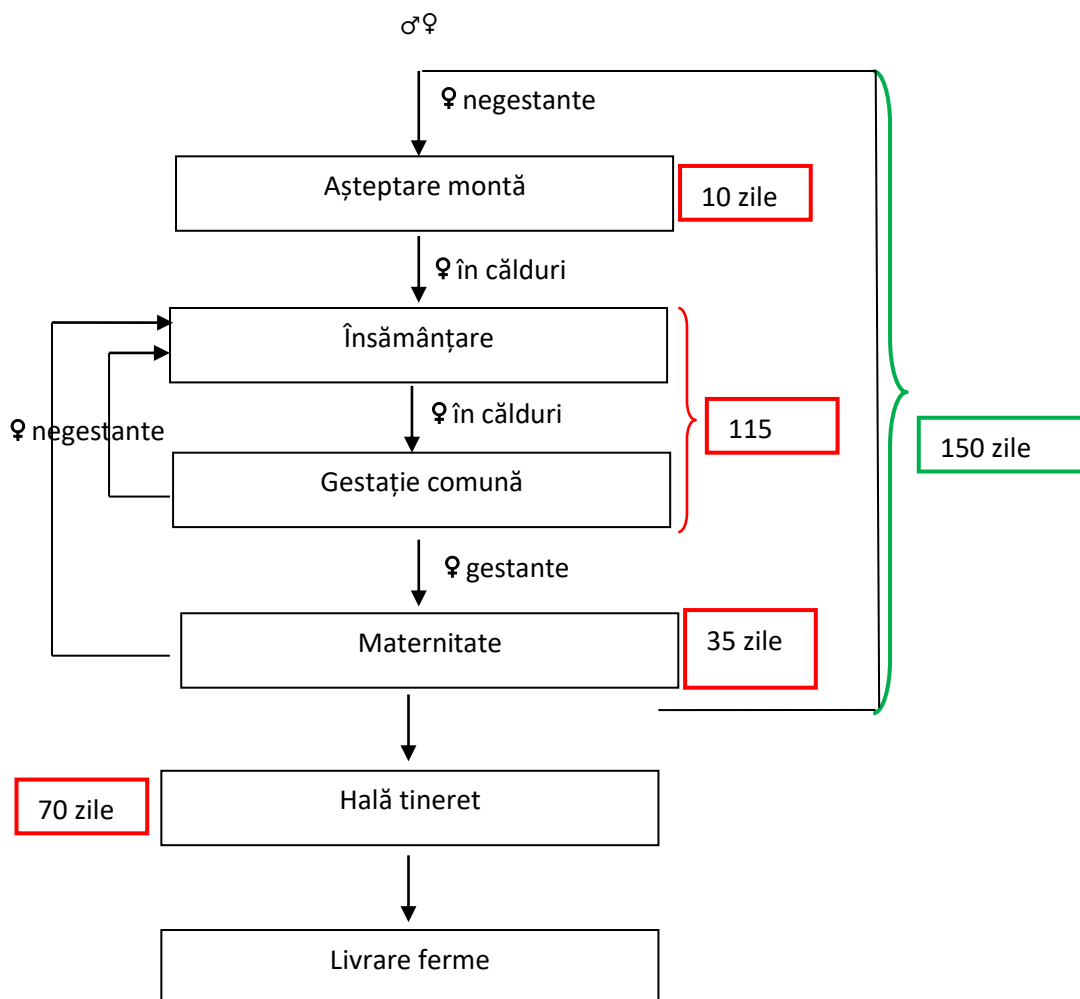 ♂♀
♀ negestante
Așteptare montă
10 zile
♀ în călduri
Însămânțare
♀ în călduri
115
♀ negestante
150 zile
Gestație comună
♀ gestante
Maternitate
35 zile
70 zile
Hală tineret
Livrare ferme